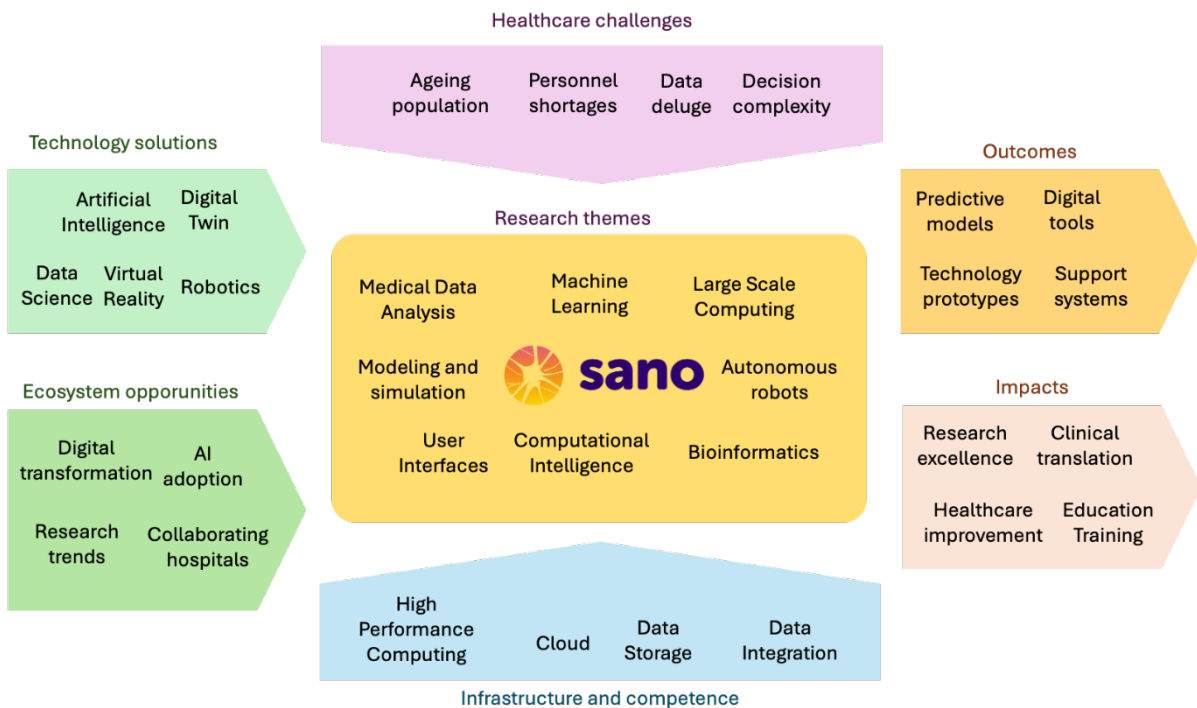 Healthcare challenges
Ageing
population
Personnel
shortages
Data
deluge
Decision
complexity
Technology solutions
Artificial
Intelligence
Digital
Twin
Data
Science
Virtual
Reality
Robotics
Ecosystem opporunities
Digital
transformation
AI
adoption
Research
trends
Collaborating
hospitals
Research themes
Medical Data
Analysis
Machine
Learning
Large Scale
Computing
Modeling and
simulation
sano
Autonomous
robots
User
Interfaces
Computational
Intelligence
Bioinformatics
Outcomes
Predictive
models
Digital
tools
Technology
prototypes
Support
systems
Impacts
Research
excellence
Clinical
translation
Healthcare
improvement
Education
Training
High
Performance
Computing
Cloud
Data
Storage
Data
Integration
Infrastructure and competence